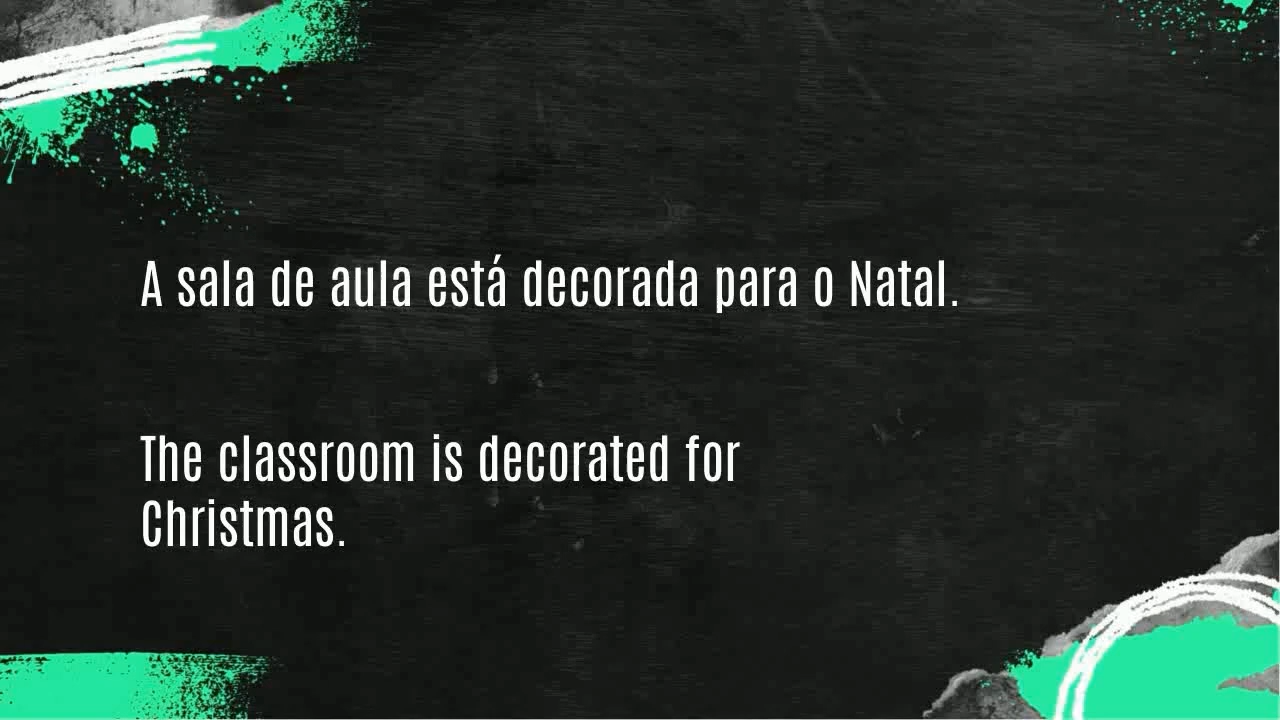 A sala de aula está decorada para o Natal.
The classroom is decorated for
Christmas.